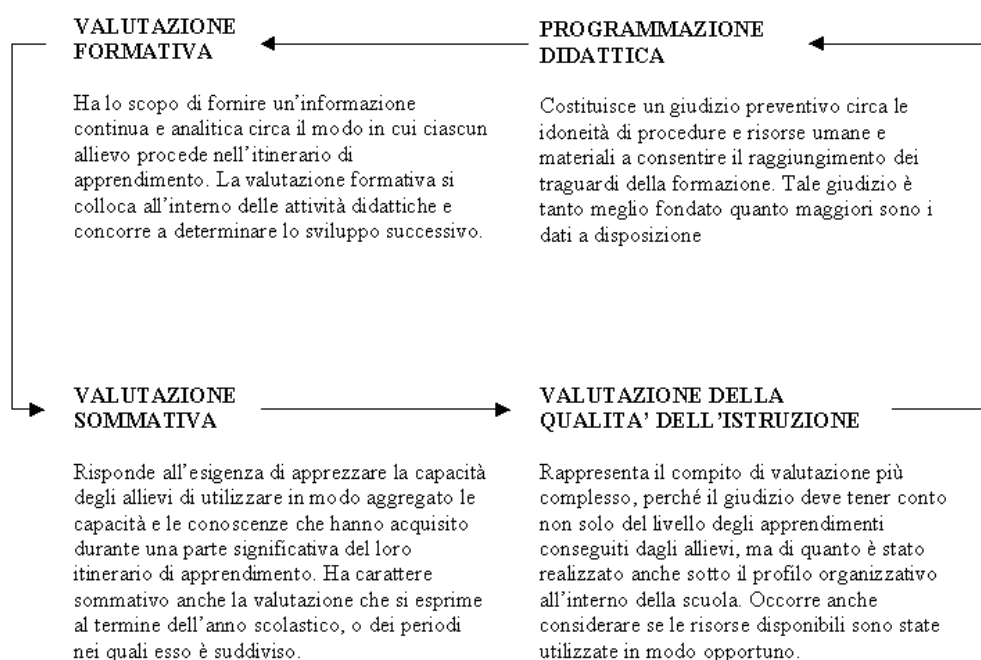 VALUTAZIONE
FORMATIVA
Ha lo scopo di fornire un'informazione
continua e analitica circa il modo in cui ciascun
allievo procede nell'itinerario di
apprendimento. La valutazione formativa si
colloca all'interno delle attività didattiche e
concorre a determinare lo sviluppo successivo.
PROGRAMMAZIONE
DIDATTICA
Costituisce un giudizio preventivo circa le
idoneità di procedure e risorse umane e
materiali a consentire il raggiungimento dei
traguardi della formazione. Tale giudizio è
tanto meglio fondato quanto maggiori sono i
dati a disposizione
VALUTAZIONE
SOMMATIVA
Risponde all'esigenza di apprezzare la capacità
degli allievi di utilizzare in modo aggregato le
capacità e le conoscenze che hanno acquisito
durante una parte significativa del loro
itinerario di apprendimento. Ha carattere
sommativo anche la valutazione che si esprime
al termine dell'anno scolastico, o dei periodi
nei quali esso è suddiviso.
VALUTAZIONE DELLA
QUALITA' DELL'ISTRUZIONE
Rappresenta il compito di valutazione più
complesso, perché il giudizio deve tener conto
non solo del livello degli apprendimenti
conseguiti dagli allievi, ma di quanto è stato
realizzato anche sotto il profilo organizzativo
all'interno della scuola. Occorre anche
considerare se le risorse disponibili sono state
utilizzate in modo opportuno.